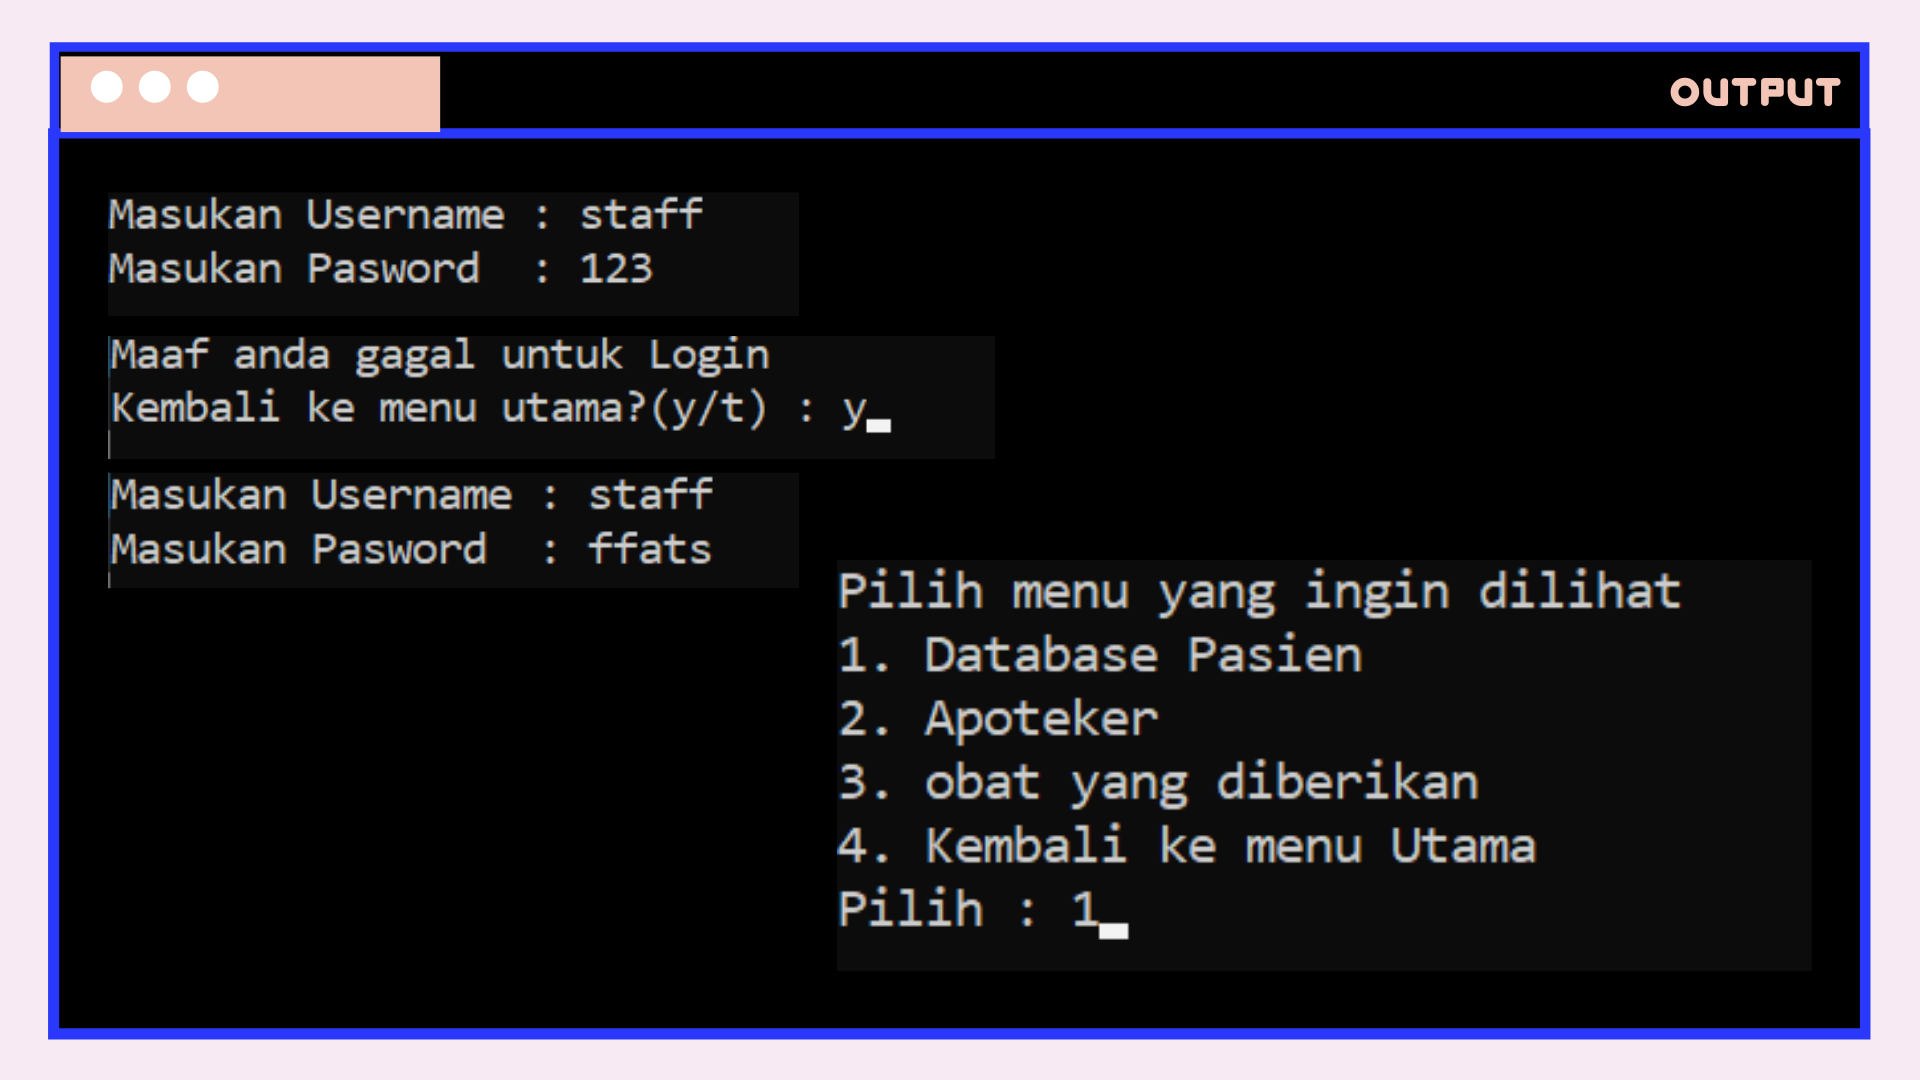 OUTPUT
Masukan Username : staff
Masukan Pasword  : 123
Maaf anda gagal untuk Login
Kembali ke menu utama?(y/t) : y
Masukan Username : staff
Masukan Pasword  : ffats
Pilih menu yang ingin dilihat
1. Database Pasien
2. Apoteker
3. obat yang diberikan
4. Kembali ke menu Utama
Pilih : 1